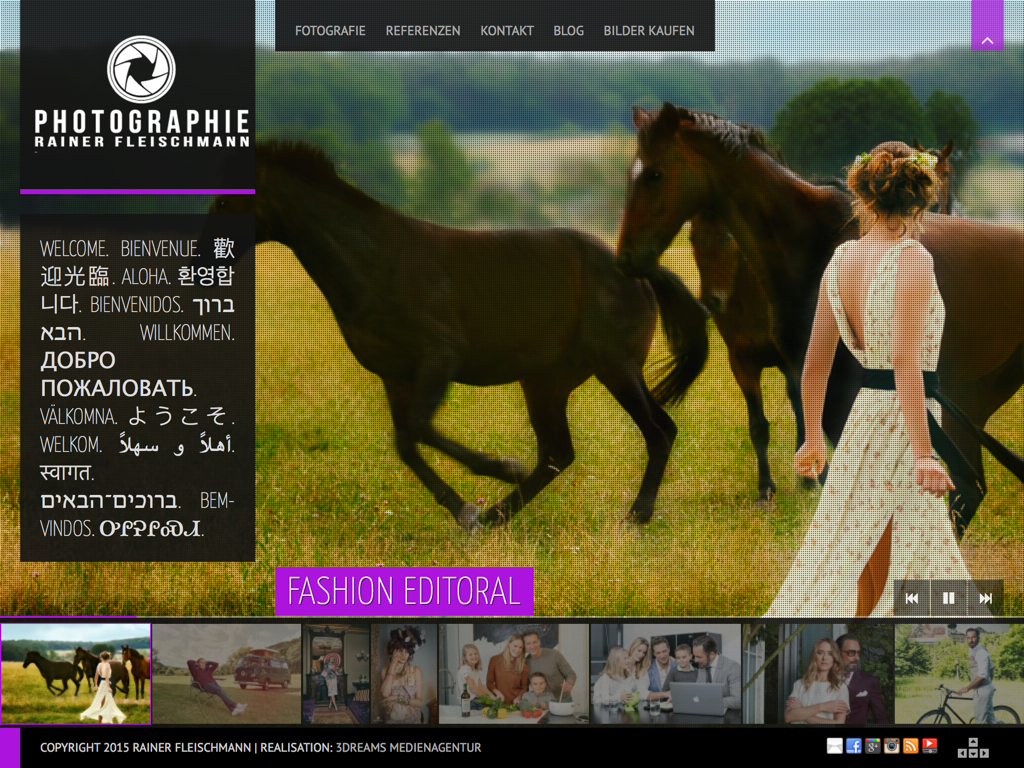 FOTOGRAFIE REFERENZEN KONTAKT BLOG BILDER KAUFEN
PHOTOGRAPHIE
RAINER FLEISCHMANN
WELCOME. BIENVENUE. 歡
迎光臨. ALOHA. 환영합
니다. BIENVENIDOS. ברוך
הבא. WILLKOMMEN.
ДОБРО
ПОЖАЛОВАТЬ.
VÄLKOMNA. ようこそ.
WELKOM. أهلاً و سهلاً.
स्वागत.
ברוכים־הבאים. BEM-
VINDOS. ᎤᎵᎮᎵᏍᏗ.
FASHION EDITORAL
COPYRIGHT 2015 RAINER FLEISCHMANN | REALISATION: 3DREAMS MEDIENAGENTUR